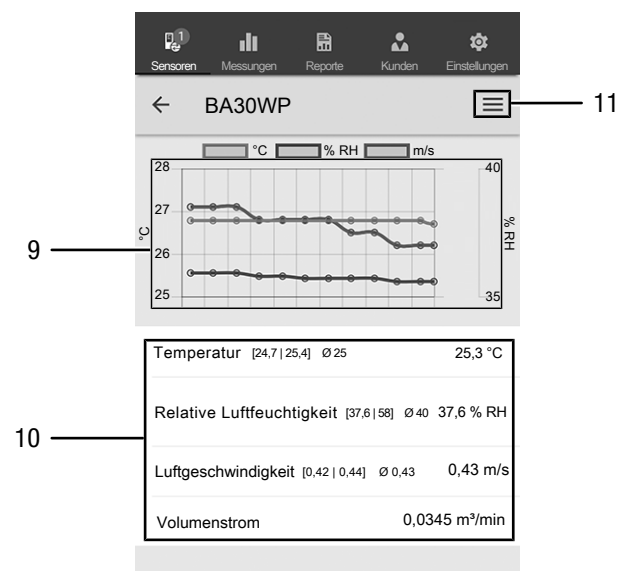 1
Sensoren Messungen Reporte Kunden Einstellungen
BA30WP
11
°C % RH m/s
28 40
27
°C % RH
9
26
25 35
Temperatur [24,7 | 25,4] Ø 25 25,3 °C
Relative Luftfeuchtigkeit [37,6 | 58] Ø 40 37,6 % RH
10
Luftgeschwindigkeit [0,42 | 0,44] Ø 0,43 0,43 m/s
Volumenstrom 0,0345 m³/min